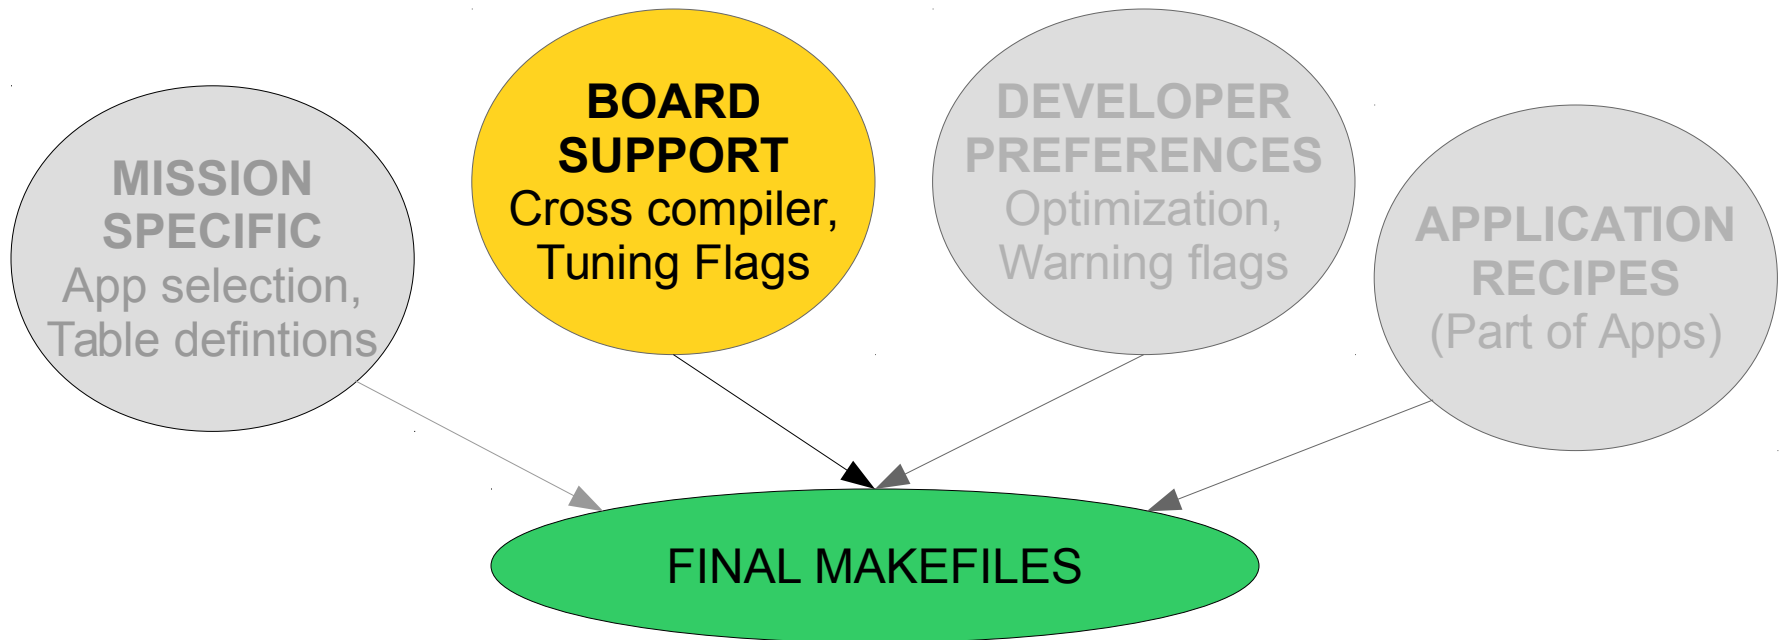 MISSION
SPECIFIC
App selection,
Table defintions
BOARD
SUPPORT
Cross compiler,
Tuning Flags
DEVELOPER
PREFERENCES
Optimization,
Warning flags
APPLICATION
RECIPES
(Part of Apps)
FINAL MAKEFILES